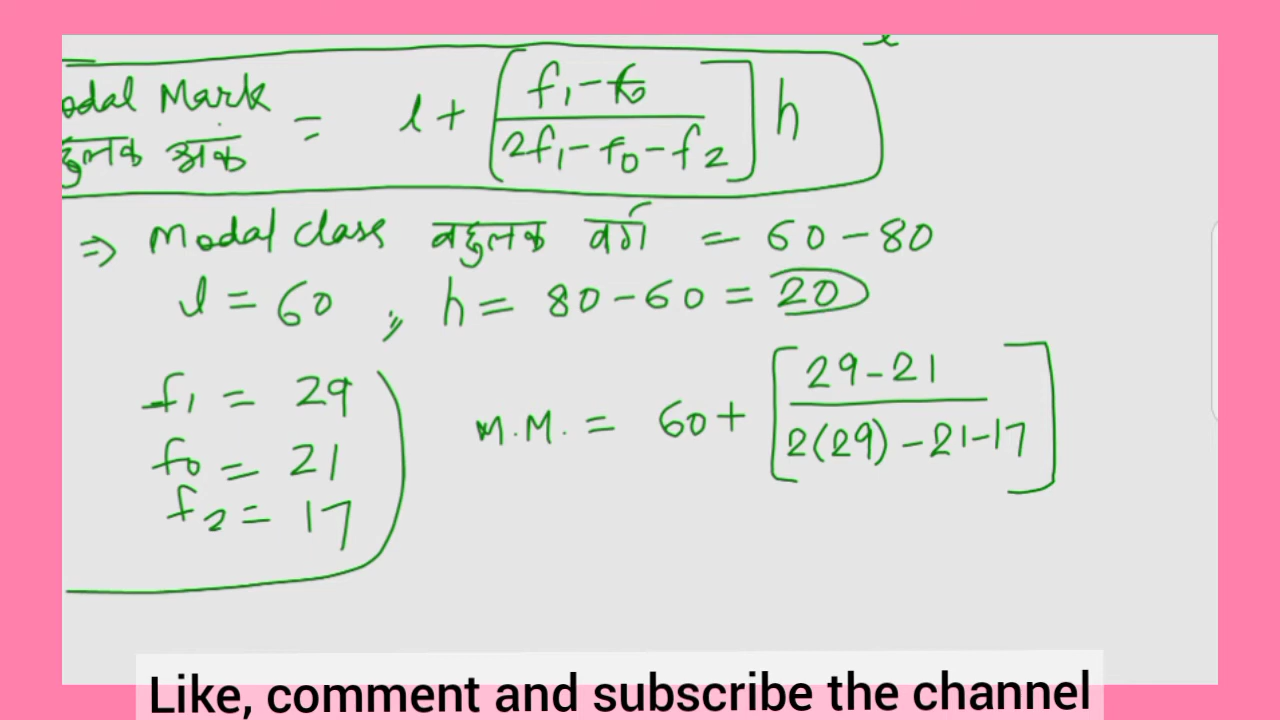 odal Mark
हुलक अंक = l + [f₁-f₀ / 2f₁-f₀-f₂] h
⇒ Modal class बहुलक वर्ग = 60-80
l = 60 ,, h = 80-60 = 20
f₁ = 29
f₀ = 21
f₂ = 17
M.M. = 60 + [29-21 / 2(29)-21-17]
Like, comment and subscribe the channel